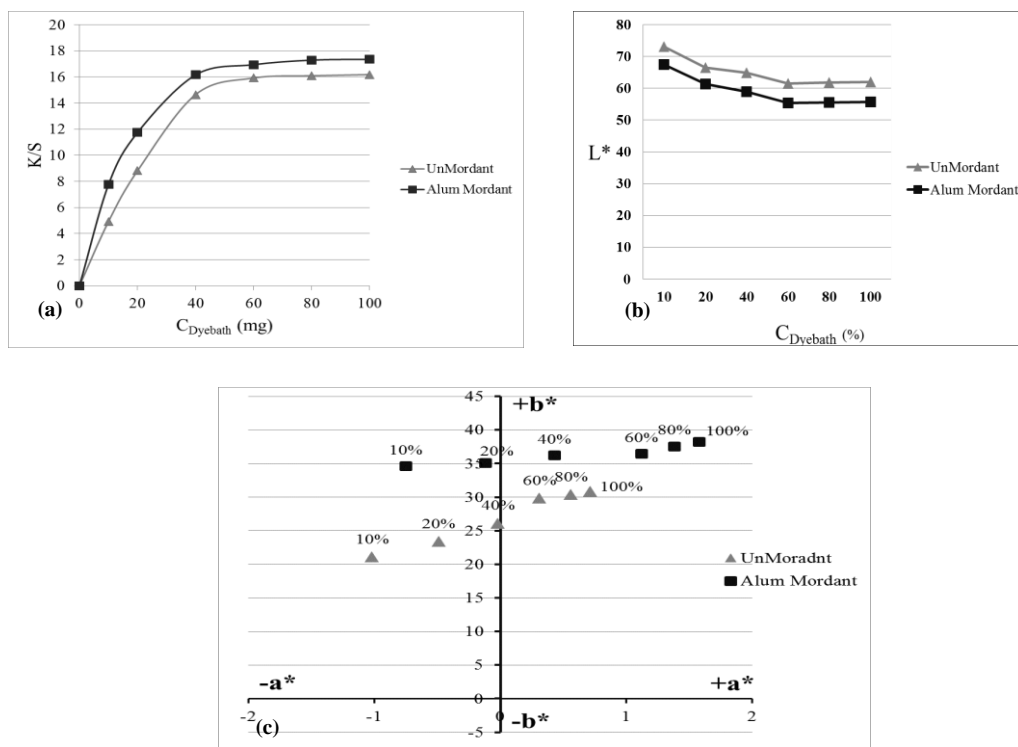 20
18
16
14
12
10
8
6
4
2
0
K/S
0 20 40 60 80 100
C Dyebath (mg)
(a)
UnMordant
Alum Mordant
80
70
60
50
40
30
20
10
0
L*
10 20 40 60 80 100
C Dyebath (%)
(b)
UnMordant
Alum Mordant
45
40
35
30
25
20
15
10
5
0
-5
+b*
10% 20% 40% 60% 80% 100%
10% 20% 40% 60% 80% 100%
UnMoradnt
Alum Mordant
-a* +a*
-2 -1 0 1 2
(c) -b*